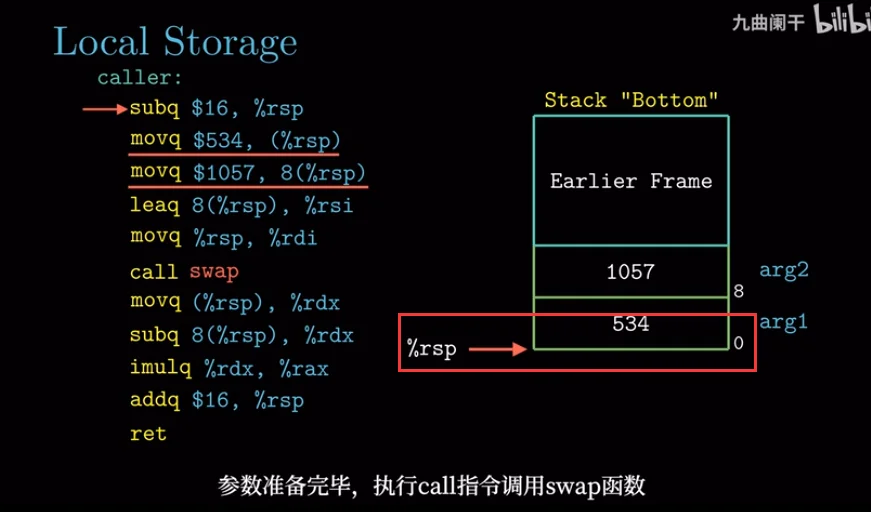 九曲阑干 bilibi
Local Storage
caller:
subq $16, %rsp
movq $534, (%rsp)
movq $1057, 8(%rsp)
leaq 8(%rsp), %rsi
movq %rsp, %rdi
call swap
movq (%rsp), %rdx
subq 8(%rsp), %rdx
imulq %rdx, %rax
addq $16, %rsp
ret
Stack "Bottom"
Earlier Frame
1057 arg2
8
534 arg1
%rsp 0
参数准备完毕，执行call指令调用swap函数